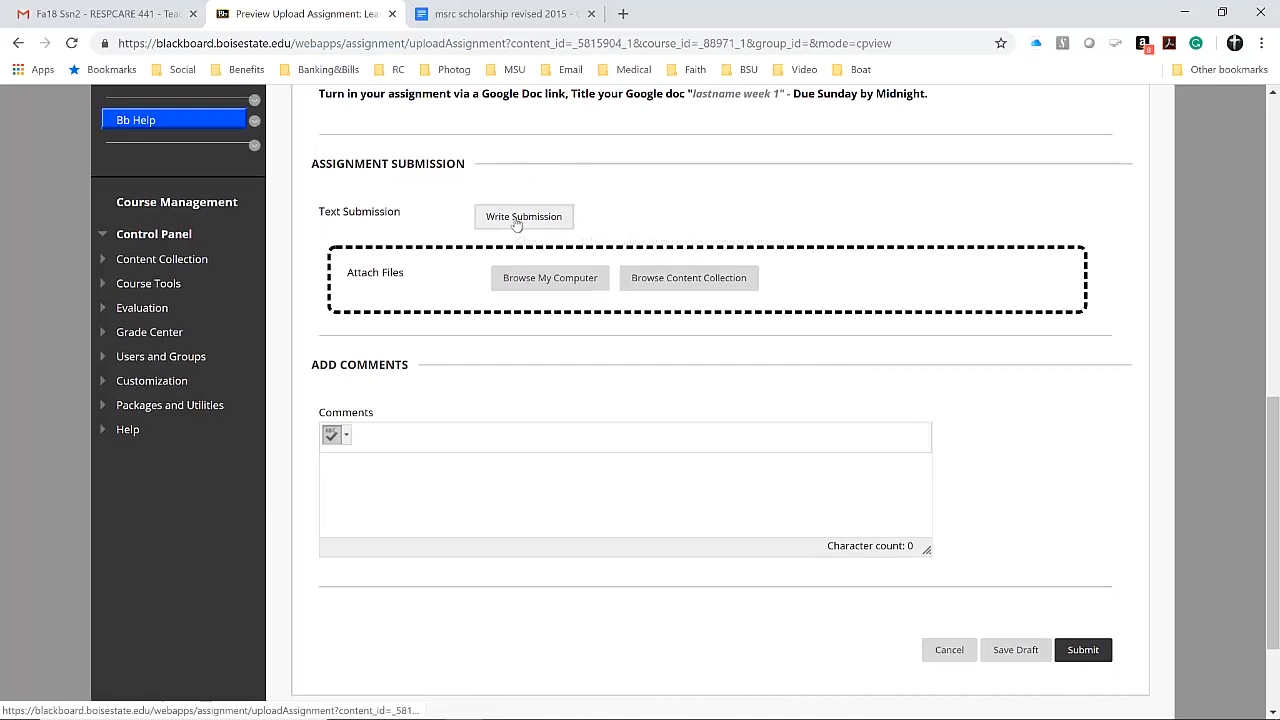 Fa18 Ssn2 - RESPCARE 441 - Tea
Preview Upload Assignment: Lea
msrc scholarship revised 2015 -
https://blackboard.boisestate.edu/webapps/assignment/uploadAssignment?content_id=_5815904_1&course_id=_88971_1&group_id=&mode=cpview
Apps
Bookmarks
Social
Benefits
Banking&Bills
RC
Photog
MSU
Email
Medical
Faith
BSU
Video
Boat
Other bookmarks
Turn in your assignment via a Google Doc link, Title your Google doc "lastname week 1" - Due Sunday by Midnight.
Bb Help
ASSIGNMENT SUBMISSION
Course Management
Text Submission
Write Submission
Control Panel
Content Collection
Attach Files
Browse My Computer
Browse Content Collection
Course Tools
Evaluation
Grade Center
Users and Groups
ADD COMMENTS
Customization
Packages and Utilities
Comments
Help
ABC
Character count: 0
Cancel
Save Draft
Submit
https://blackboard.boisestate.edu/webapps/assignment/uploadAssignment?content_id=_581...